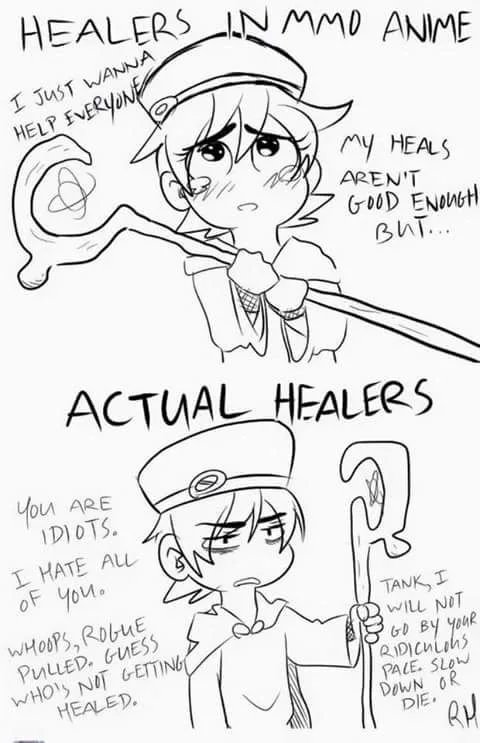 HEALERS IN MMO ANIME
I JUST WANNA
HELP EVERYONE
MY HEALS
AREN'T
GOOD ENOUGH
BUT...
ACTUAL HEALERS
YOU ARE
IDIOTS.
I HATE ALL
OF YOU.
WHOOPS, ROGUE
PULLED. GUESS
WHO'S NOT GETTING
HEALED.
TANK, I
WILL NOT
GO BY YOUR
RIDICULOUS
PACE. SLOW
DOWN OR
DIE.
RH